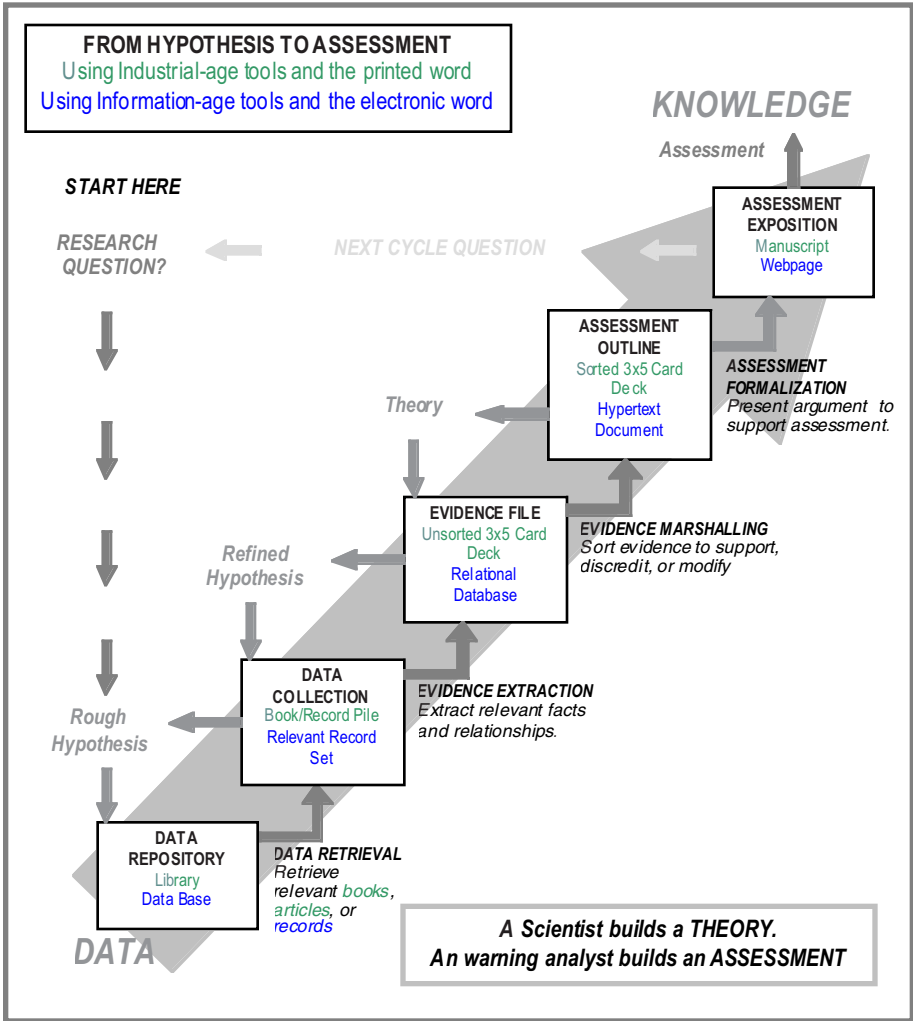 FROM HYPOTHESIS TO ASSESSMENT
Using Industrial-age tools and the printed word
Using Information-age tools and the electronic word
KNOWLEDGE
Assessment
START HERE
RESEARCH
QUESTION?
NEXT CYCLE QUESTION
ASSESSMENT
EXPOSITION
Manuscript
Webpage
ASSESSMENT
OUTLINE
Sorted 3x5 Card
Deck
Hypertext
Document
ASSESSMENT
FORMALIZATION
Present argument to
support assessment.
Theory
EVIDENCE FILE
Unsorted 3x5 Card
Deck
Relational
Database
EVIDENCE MARSHALLING
Sort evidence to support,
discredit, or modify
Refined
Hypothesis
DATA
COLLECTION
Book/Record Pile
Relevant Record
Set
EVIDENCE EXTRACTION
Extract relevant facts
and relationships.
Rough
Hypothesis
DATA
REPOSITORY
Library
Data Base
DATA RETRIEVAL
Retrieve
relevant books,
articles, or
records
DATA
A Scientist builds a THEORY.
An warning analyst builds an ASSESSMENT